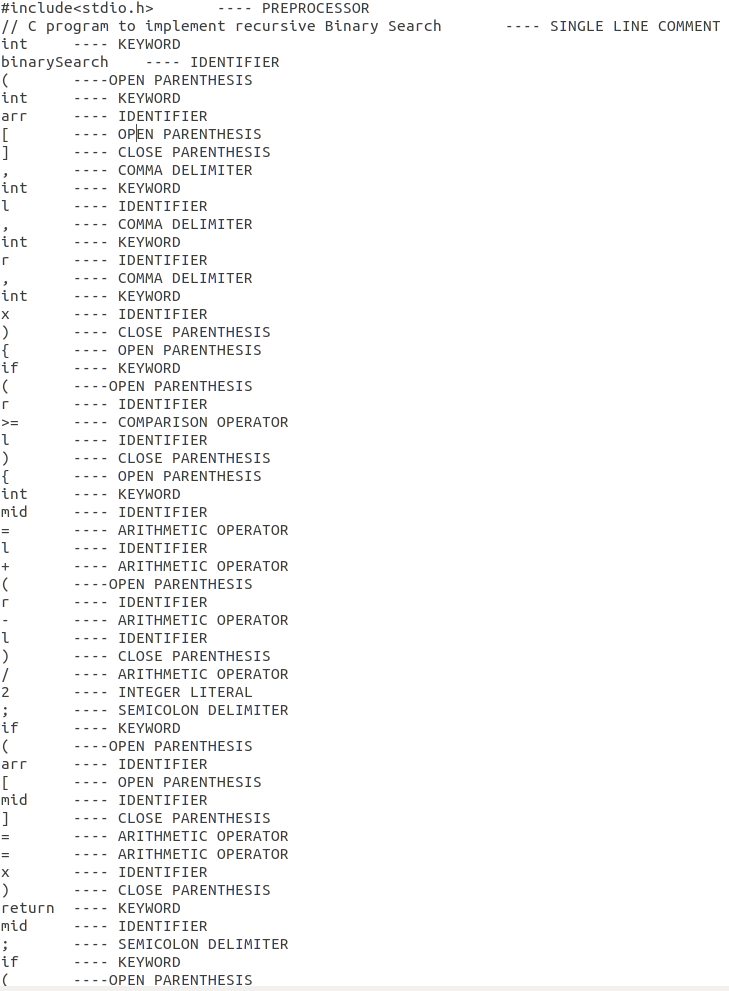 #include<stdio.h>       ---- PREPROCESSOR
// C program to implement recursive Binary Search       ---- SINGLE LINE COMMENT
int     ---- KEYWORD
binarySearch    ---- IDENTIFIER
(       ----OPEN PARENTHESIS
int     ---- KEYWORD
arr     ---- IDENTIFIER
[       ---- OPEN PARENTHESIS
]       ---- CLOSE PARENTHESIS
,       ---- COMMA DELIMITER
int     ---- KEYWORD
l       ---- IDENTIFIER
,       ---- COMMA DELIMITER
int     ---- KEYWORD
r       ---- IDENTIFIER
,       ---- COMMA DELIMITER
int     ---- KEYWORD
x       ---- IDENTIFIER
)       ---- CLOSE PARENTHESIS
{       ---- OPEN PARENTHESIS
if      ---- KEYWORD
(       ----OPEN PARENTHESIS
r       ---- IDENTIFIER
>=      ---- COMPARISON OPERATOR
l       ---- IDENTIFIER
)       ---- CLOSE PARENTHESIS
{       ---- OPEN PARENTHESIS
int     ---- KEYWORD
mid     ---- IDENTIFIER
=       ---- ARITHMETIC OPERATOR
l       ---- IDENTIFIER
+       ---- ARITHMETIC OPERATOR
(       ----OPEN PARENTHESIS
r       ---- IDENTIFIER
-       ---- ARITHMETIC OPERATOR
l       ---- IDENTIFIER
)       ---- CLOSE PARENTHESIS
/       ---- ARITHMETIC OPERATOR
2       ---- INTEGER LITERAL
;       ---- SEMICOLON DELIMITER
if      ---- KEYWORD
(       ----OPEN PARENTHESIS
arr     ---- IDENTIFIER
[       ---- OPEN PARENTHESIS
mid     ---- IDENTIFIER
]       ---- CLOSE PARENTHESIS
=       ---- ARITHMETIC OPERATOR
=       ---- ARITHMETIC OPERATOR
x       ---- IDENTIFIER
)       ---- CLOSE PARENTHESIS
return  ---- KEYWORD
mid     ---- IDENTIFIER
;       ---- SEMICOLON DELIMITER
if      ---- KEYWORD
(       ----OPEN PARENTHESIS